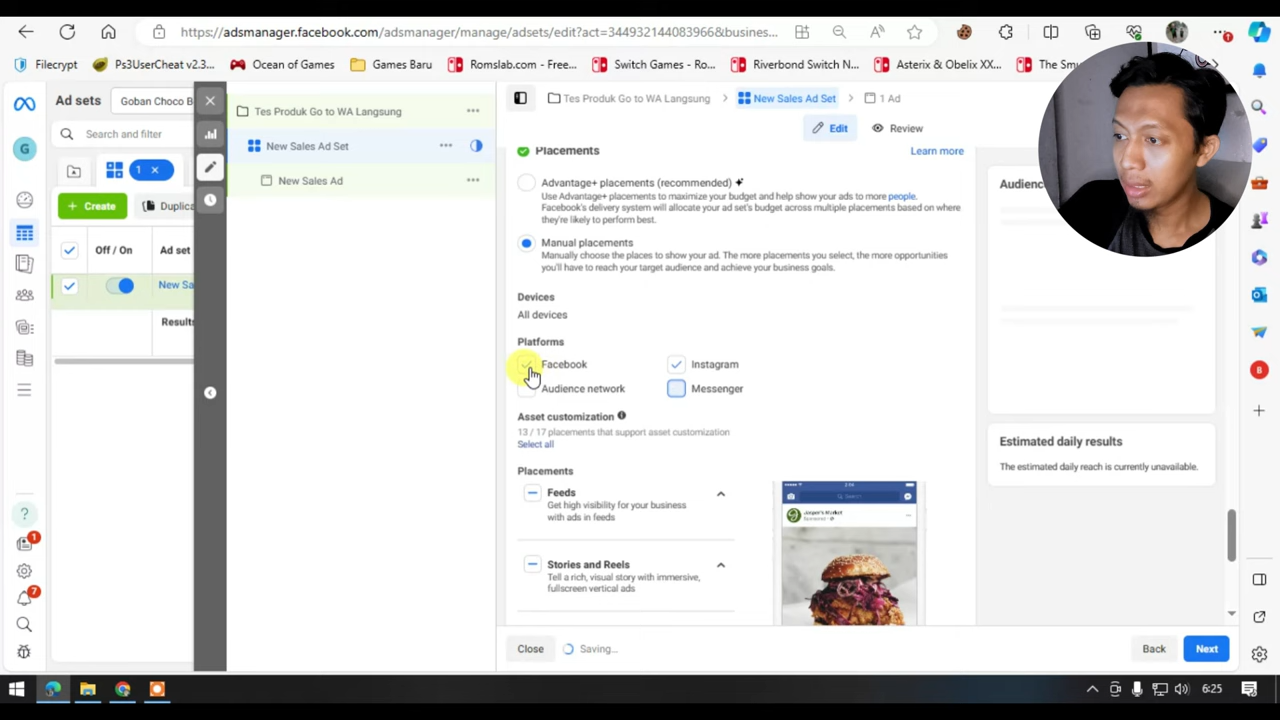 https://adsmanager.facebook.com/adsmanager/manage/adsets/edit?act=344932144083966&busines...
Filecrypt
Ps3UserCheat v2.3...
Ocean of Games
Games Baru
Romslab.com - Free...
Switch Games - Ro...
Riverbond Switch N...
Asterix & Obelix XX...
The Smu
Ad sets
Goban Choco B
Search and filter
1
+ Create
Duplica
Off / On
Ad set
New Sa
Results
Tes Produk Go to WA Langsung
New Sales Ad Set
New Sales Ad
Tes Produk Go to WA Langsung
New Sales Ad Set
1 Ad
Edit
Review
Placements
Learn more
Advantage+ placements (recommended)
Use Advantage+ placements to maximize your budget and help show your ads to more people.
Facebook's delivery system will allocate your ad set's budget across multiple placements based on where
they're likely to perform best.
Manual placements
Manually choose the places to show your ad. The more placements you select, the more opportunities
you'll have to reach your target audience and achieve your business goals.
Devices
All devices
Platforms
Facebook
Instagram
Audience network
Messenger
Asset customization
13 / 17 placements that support asset customization
Select all
Placements
Feeds
Get high visibility for your business
with ads in feeds
Stories and Reels
Tell a rich, visual story with immersive,
fullscreen vertical ads
Jasper's Market
Audienc
Estimated daily results
The estimated daily reach is currently unavailable.
Close
Saving...
Back
Next
G
1
7
B
6:25